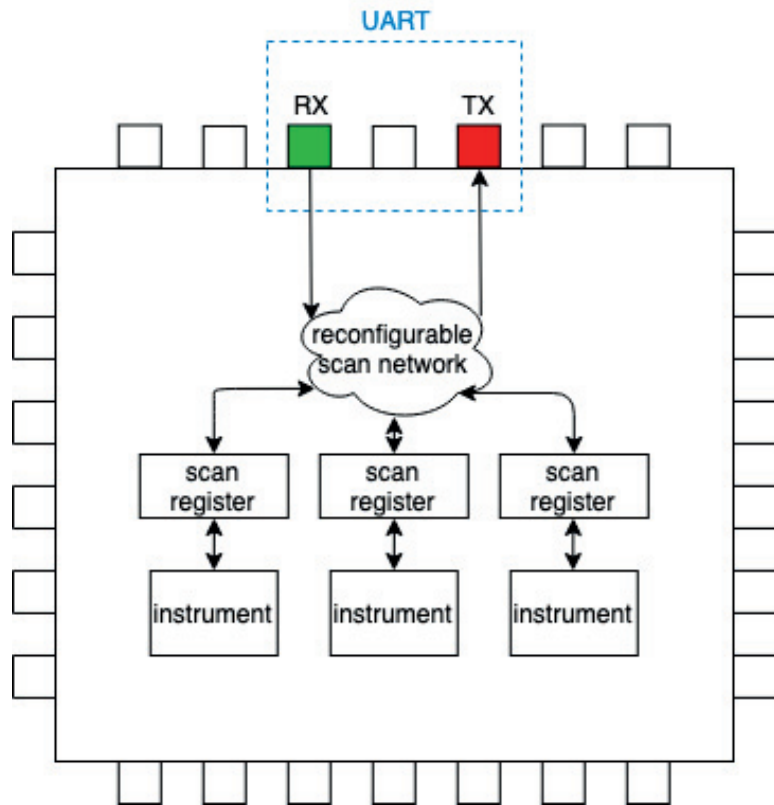 UART
RX TX
reconfigurable
scan network
scan scan scan
register register register
instrument instrument instrument